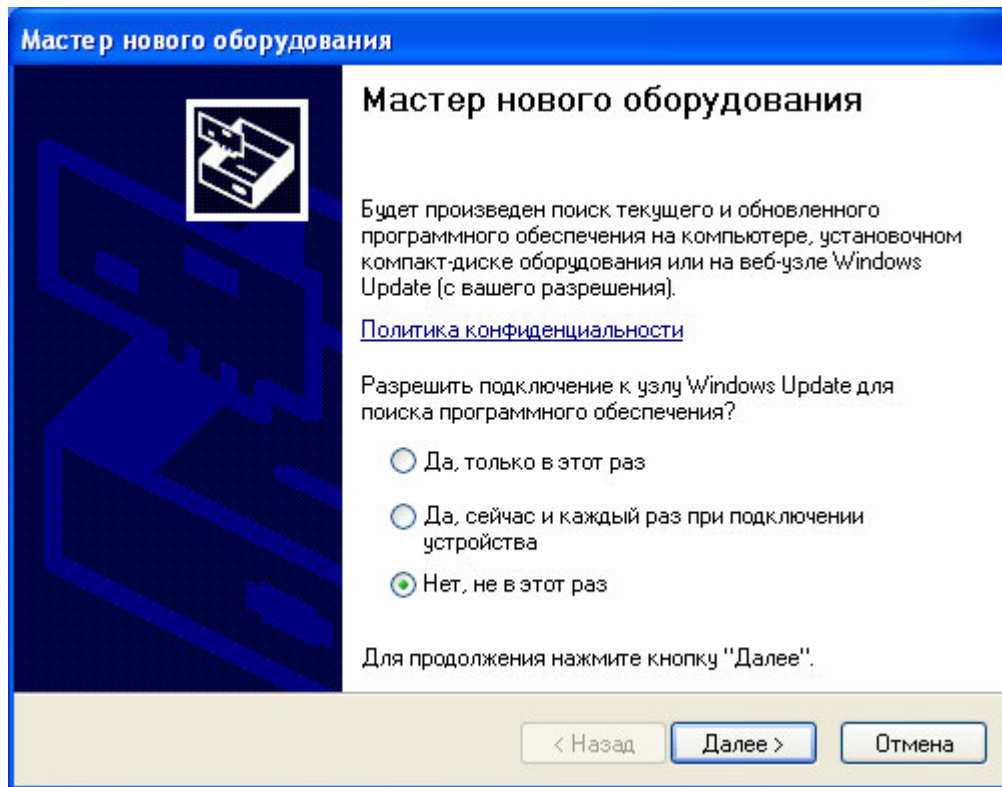 Мастер нового оборудования
Мастер нового оборудования
Будет произведен поиск текущего и обновленного
программного обеспечения на компьютере, установочном
компакт-диске оборудования или на веб-узле Windows
Update (с вашего разрешения).
Политика конфиденциальности
Разрешить подключение к узлу Windows Update для
поиска программного обеспечения?
Да, только в этот раз
Да, сейчас и каждый раз при подключении
устройства
Нет, не в этот раз
Для продолжения нажмите кнопку "Далее".
< Назад Далее > Отмена